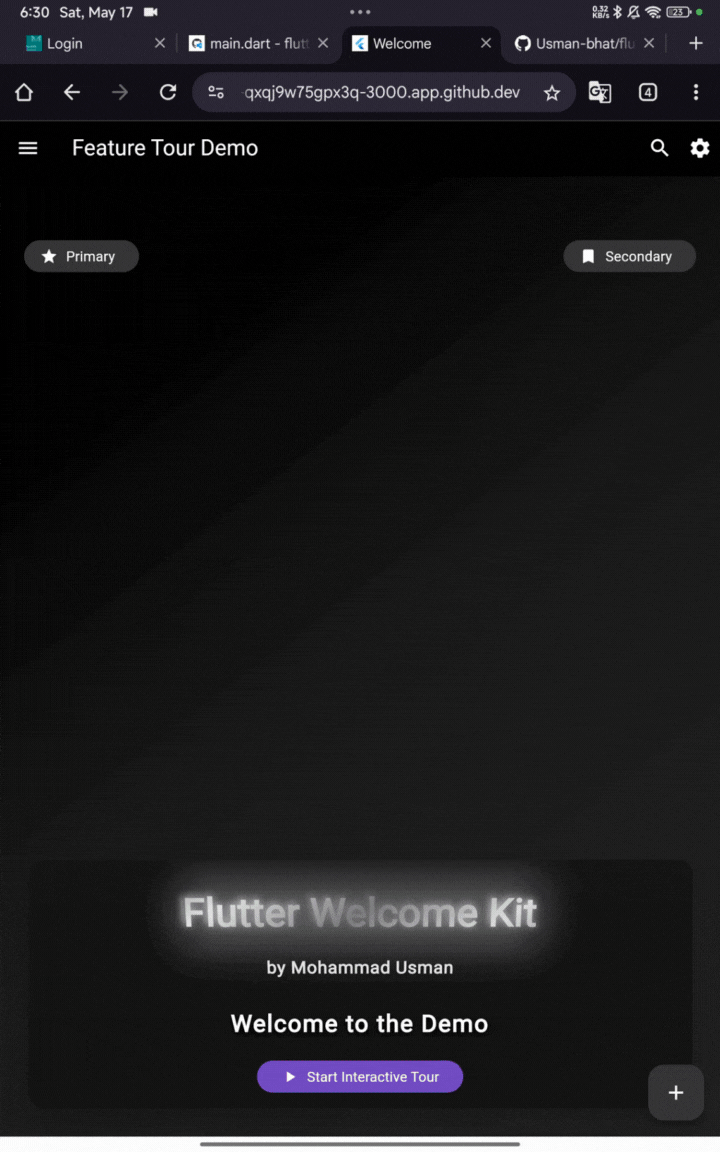 6:30 Sat, May 17 0.32 KB/s 23
Login main.dart - flutt Welcome Usman-bhat/flu
qxqj9w75gpx3q-3000.app.github.dev 4
Feature Tour Demo
Primary Secondary
Flutter Welcome Kit
by Mohammad Usman
Welcome to the Demo
Start Interactive Tour